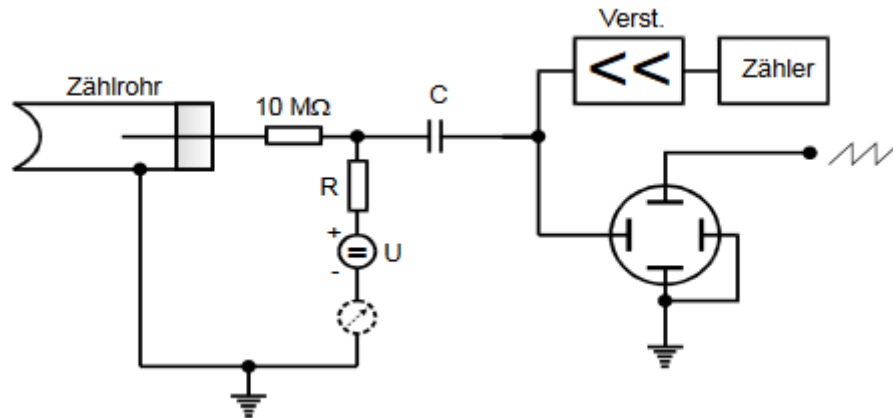 Verst.
Zählrohr
<< Zähler
10 MΩ
C
R
+
= U
-